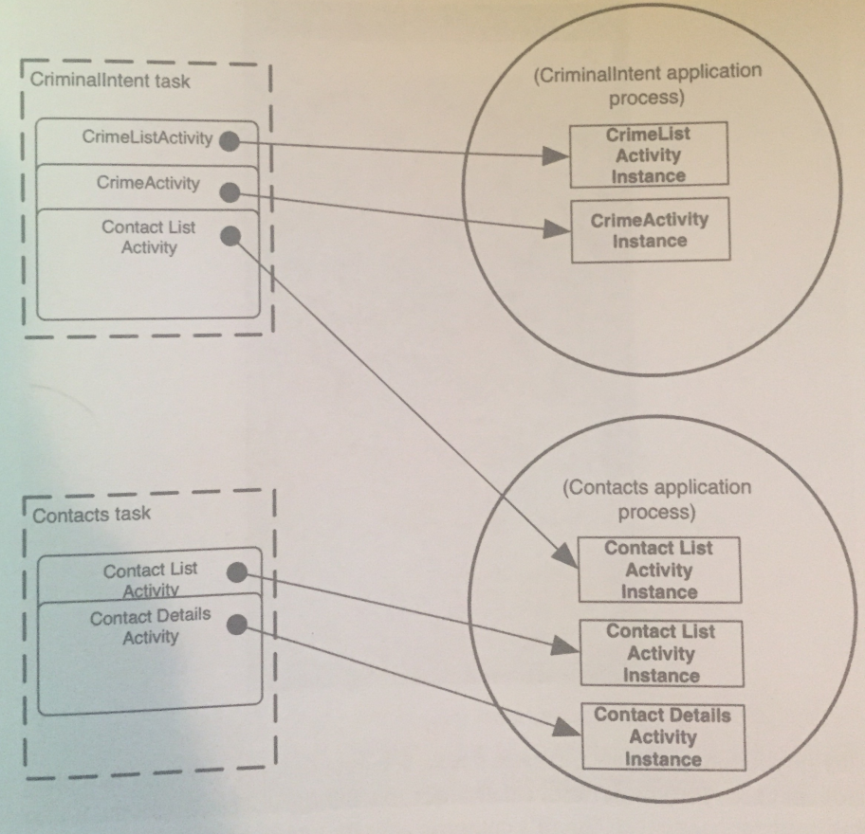 CriminalIntent task
CrimeListActivity
CrimeActivity
Contact List
Activity
(CriminalIntent application
process)
CrimeList
Activity
Instance
CrimeActivity
Instance
Contacts task
Contact List
Activity
Contact Details
Activity
(Contacts application
process)
Contact List
Activity
Instance
Contact List
Activity
Instance
Contact Details
Activity
Instance